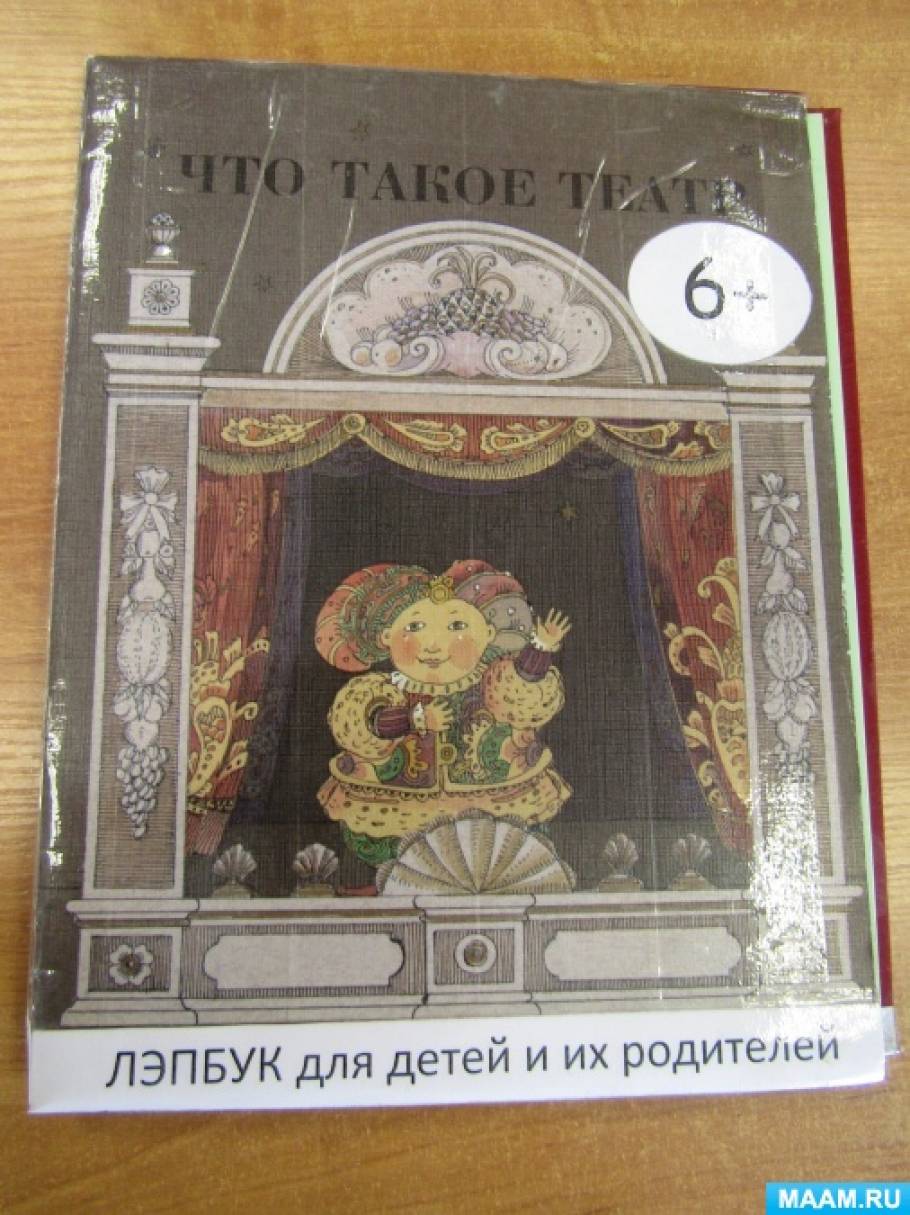 ЧТО ТАКОЕ ТЕАТР
6+
ЛЭПБУК для детей и их родителей
MAAM.RU